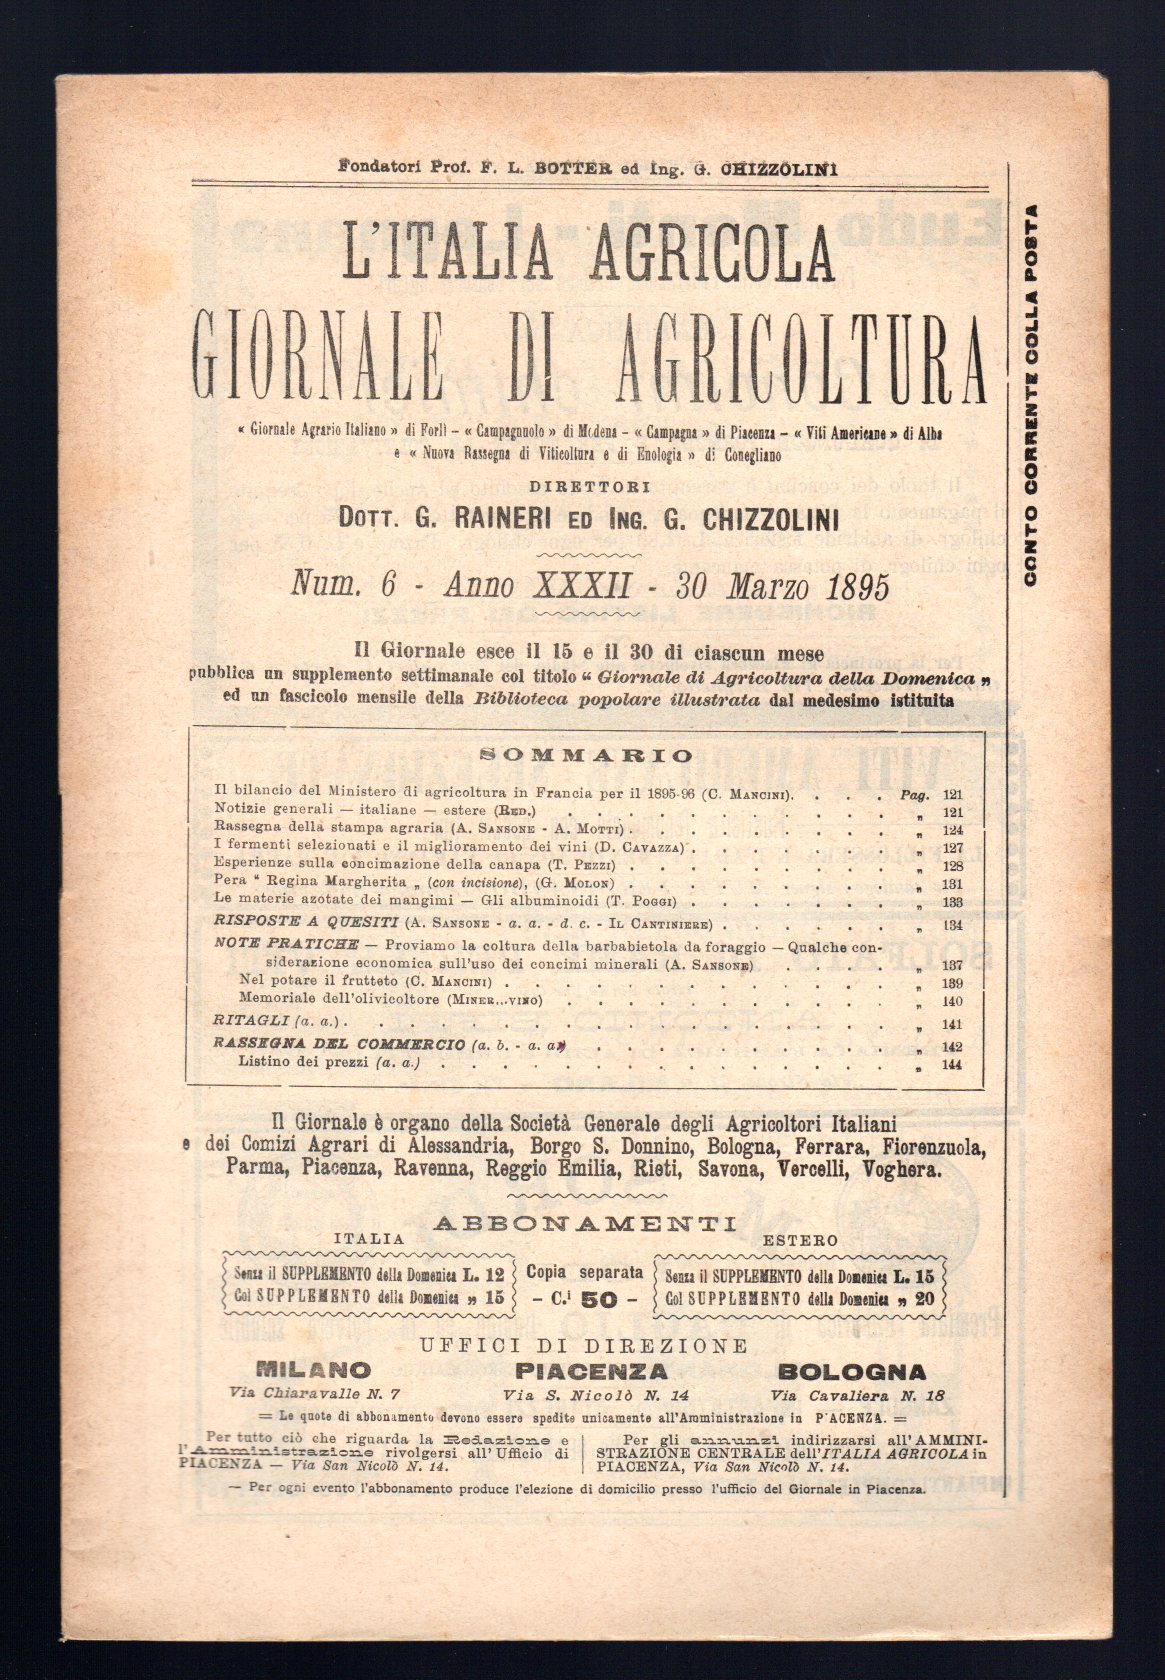 Fondatori Prof. F. L. BOTTER ed Ing. G. CHIZZOLINI
L'ITALIA AGRICOLA
GIORNALE DI AGRICOLTURA
« Giornale Agrario Italiano » di Forlì – « Campagnuolo » di Modena – « Campagna » di Piacenza – « Viti Americane » di Alba
e « Nuova Rassegna di Viticoltura e di Enologia » di Conegliano
DIRETTORI
DOTT. G. RAINERI ED ING. G. CHIZZOLINI
Num. 6 - Anno XXXII - 30 Marzo 1895
Il Giornale esce il 15 e il 30 di ciascun mese
pubblica un supplemento settimanale col titolo “ Giornale di Agricoltura della Domenica „
ed un fascicolo mensile della Biblioteca popolare illustrata dal medesimo istituita
SOMMARIO
Il bilancio del Ministero di agricoltura in Francia per il 1895-96 (C. MANCINI). . . . Pag. 121
Notizie generali — italiane — estere (RED.) . . . . . . . . . . . . „ 121
Rassegna della stampa agraria (A. SANSONE - A. MOTTI) . . . . . . . . . . „ 124
I fermenti selezionati e il miglioramento dei vini (D. CAVAZZA) . . . . . . . . „ 127
Esperienze sulla concimazione della canapa (T. PEZZI) . . . . . . . . . . „ 128
Pera “ Regina Margherita „ (con incisione), (G. MOLON) . . . . . . . . . . „ 131
Le materie azotate dei mangimi — Gli albuminoidi (T. POGGI) . . . . . . . . „ 133
RISPOSTE A QUESITI (A. SANSONE - a. a. - d. c. - IL CANTINIERE) . . . . . . . „ 134
NOTE PRATICHE — Proviamo la coltura della barbabietola da foraggio — Qualche con-
siderazione economica sull'uso dei concimi minerali (A. SANSONE) . . . . „ 137
Nel potare il frutteto (C. MANCINI) . . . . . . . . . . . . . . „ 139
Memoriale dell'olivicoltore (MINER...VINO) . . . . . . . . . . . . „ 140
RITAGLI (a. a.) . . . . . . . . . . . . . . . . . . . . „ 141
RASSEGNA DEL COMMERCIO (a. b. - a. a.) . . . . . . . . . . . „ 142
Listino dei prezzi (a. a.) . . . . . . . . . . . . . . . . „ 144
Il Giornale è organo della Società Generale degli Agricoltori Italiani
e dei Comizi Agrari di Alessandria, Borgo S. Donnino, Bologna, Ferrara, Fiorenzuola,
Parma, Piacenza, Ravenna, Reggio Emilia, Rieti, Savona, Vercelli, Voghera.
ABBONAMENTI
ITALIA
Senza il SUPPLEMENTO della Domenica L. 12
Col SUPPLEMENTO della Domenica „ 15
Copia separata
– C.i 50 –
ESTERO
Senza il SUPPLEMENTO della Domenica L. 15
Col SUPPLEMENTO della Domenica „ 20
UFFICI DI DIREZIONE
MILANO
Via Chiaravalle N. 7
PIACENZA
Via S. Nicolò N. 14
BOLOGNA
Via Cavaliera N. 18
= Le quote di abbonamento devono essere spedite unicamente all'Amministrazione in PIACENZA. =
Per tutto ciò che riguarda la Redazione e
l'Amministrazione rivolgersi all'Ufficio di
PIACENZA — Via San Nicolò N. 14.
Per gli annunzi indirizzarsi all'AMMINI-
STRAZIONE CENTRALE dell'ITALIA AGRICOLA in
PIACENZA, Via San Nicolò N. 14.
— Per ogni evento l'abbonamento produce l'elezione di domicilio presso l'ufficio del Giornale in Piacenza.
CONTO CORRENTE COLLA POSTA